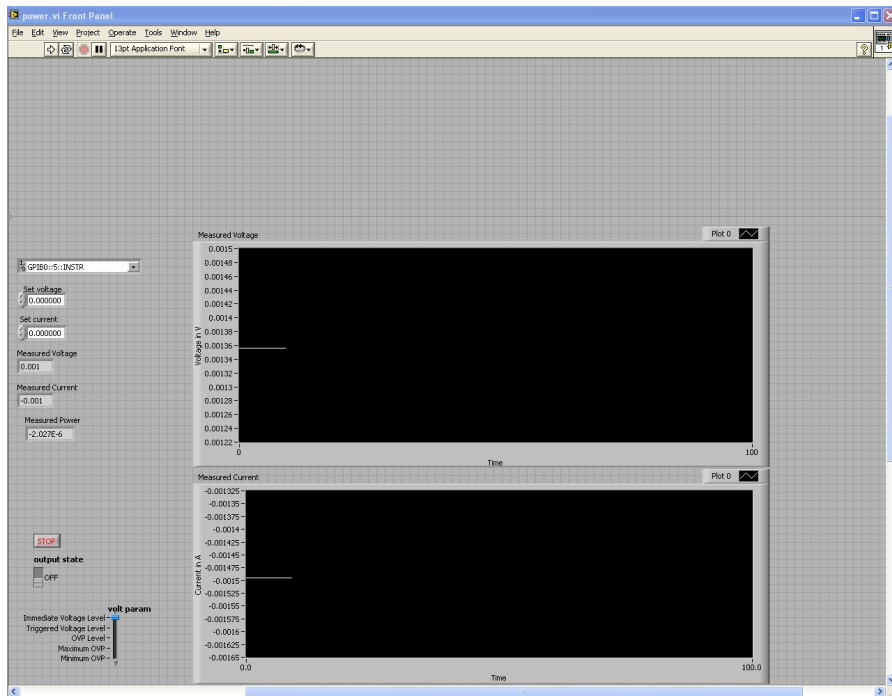 power.vi Front Panel
File Edit View Project Operate Tools Window Help
13pt Application Font
1
GPIB0::5::INSTR
Set voltage
0.000000
Set current
0.000000
Measured Voltage
0.001
Measured Current
-0.001
Measured Power
-2.027E-6
STOP
output state
OFF
volt param
Immediate Voltage Level
Triggered Voltage Level
OVP Level
Maximum OVP
Minimum OVP
Measured Voltage
Plot 0
Voltage in V
0.0015
0.00148
0.00146
0.00144
0.00142
0.0014
0.00138
0.00136
0.00134
0.00132
0.0013
0.00128
0.00126
0.00124
0.00122
0 100
Time
Measured Current
Plot 0
Current in A
-0.001325
-0.00135
-0.001375
-0.0014
-0.001425
-0.00145
-0.001475
-0.0015
-0.001525
-0.00155
-0.001575
-0.0016
-0.001625
-0.00165
0.0 100.0
Time